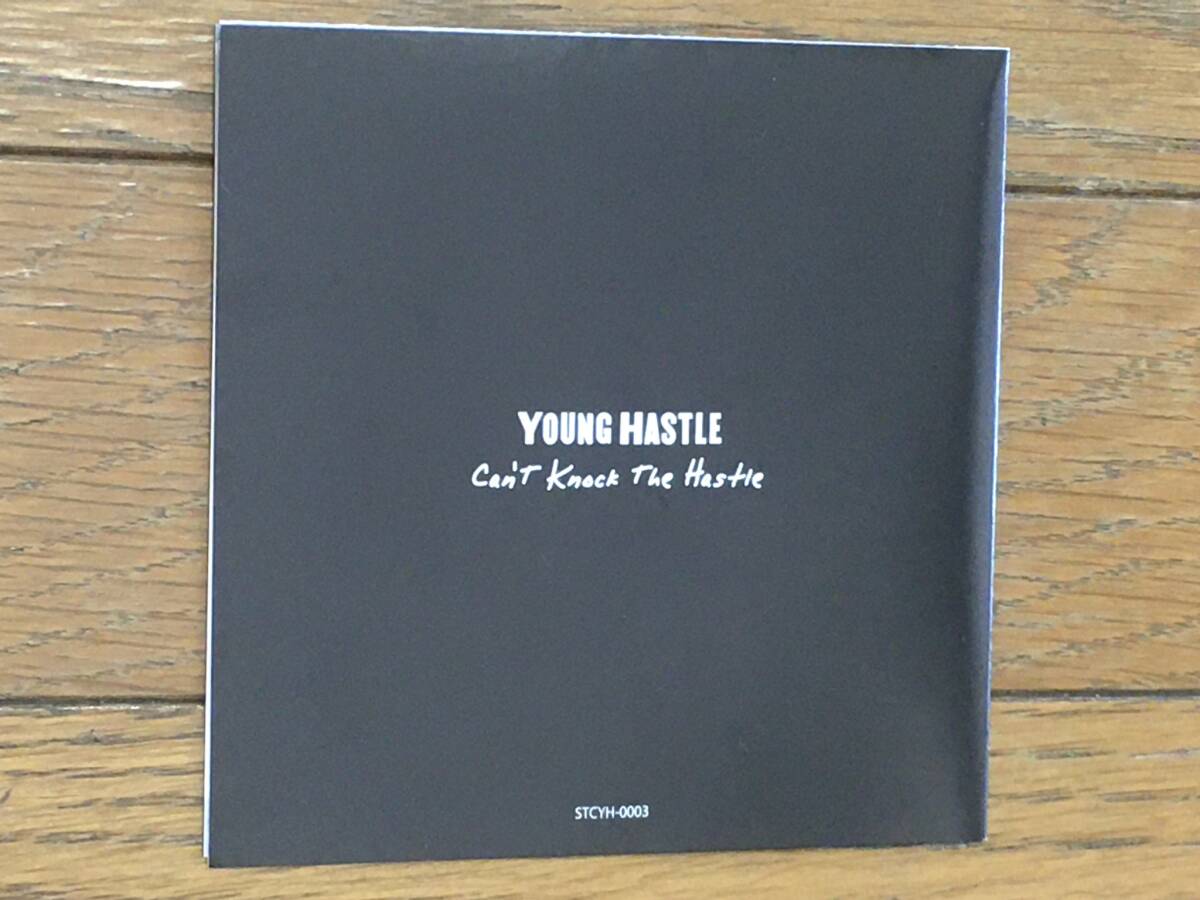 YOUNG HASTLE
Can't Knock The Hastle
STCYH-0003